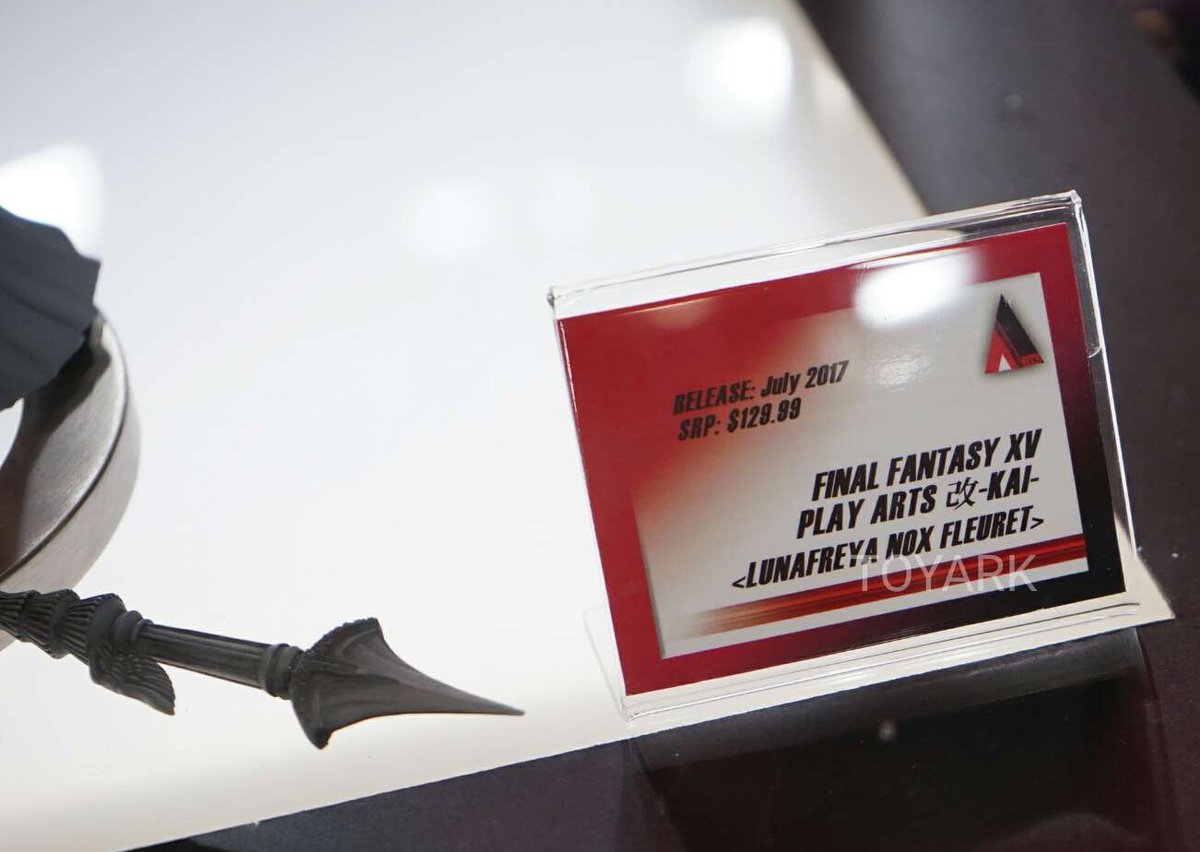 RELEASE: July 2017
SRP: $129.99
FINAL FANTASY XV
PLAY ARTS 改-KAI-
<LUNAFREYA NOX FLEURET>
TOYARK